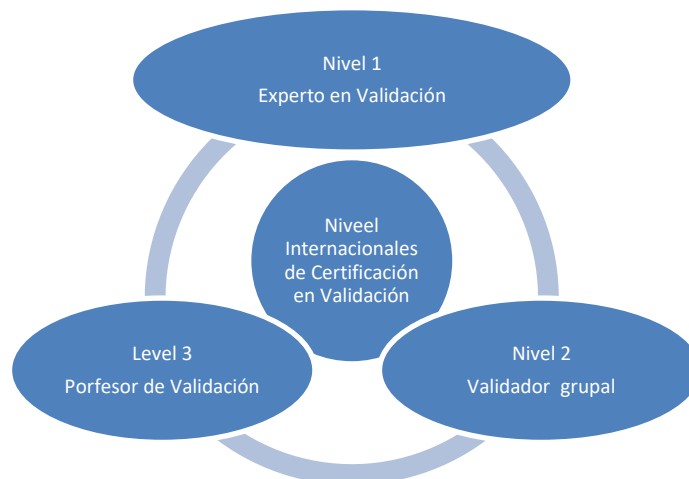 Nivel 1
Experto en Validación
Niveel
Internacionales
de Certificación
en Validación
Level 3
Porfesor de Validación
Nivel 2
Validador grupal